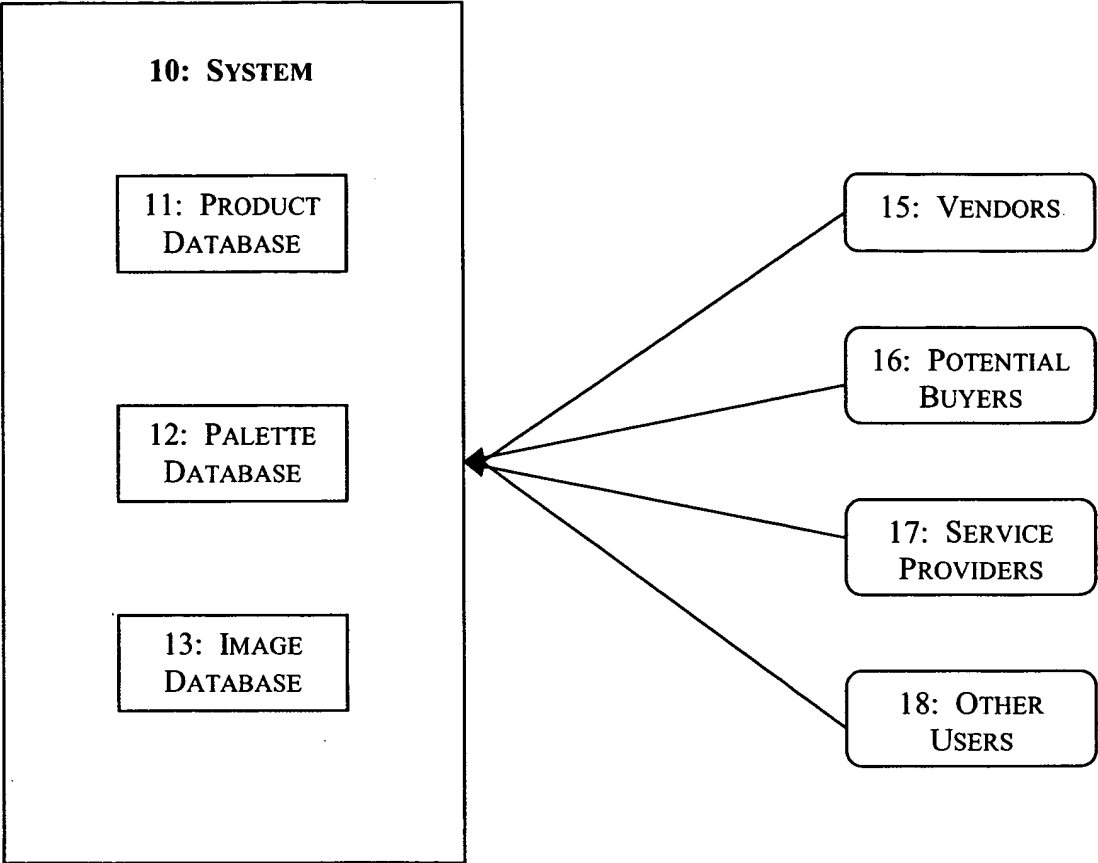 10: SYSTEM
11: PRODUCT
DATABASE
12: PALETTE
DATABASE
13: IMAGE
DATABASE
15: VENDORS
16: POTENTIAL
BUYERS
17: SERVICE
PROVIDERS
18: OTHER
USERS